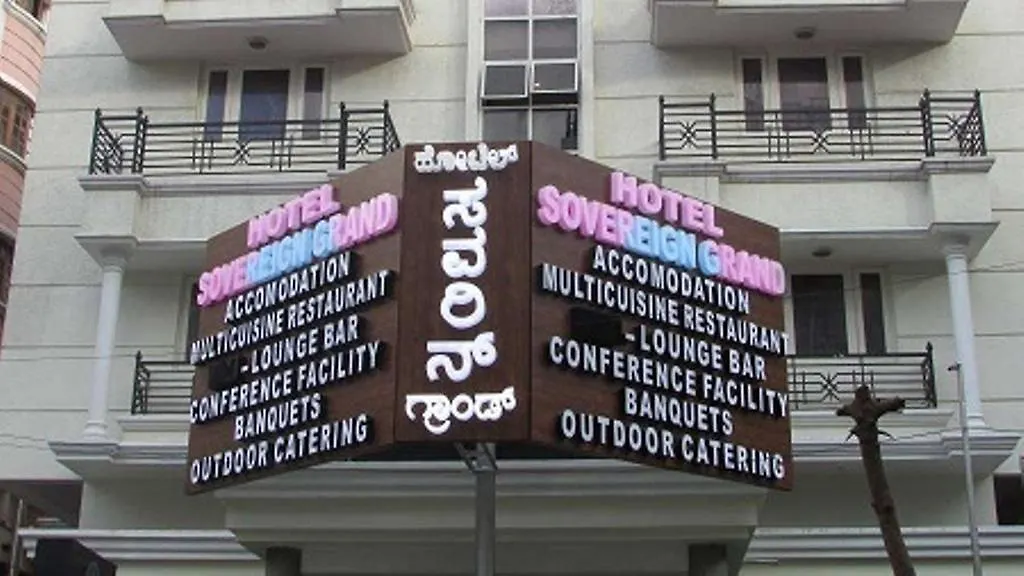 HOTEL
SOVEREIGN GRAND
ACCOMODATION
MULTICUISINE RESTAURANT
-LOUNGE BAR
CONFERENCE FACILITY
BANQUETS
OUTDOOR CATERING
ಹೋಟೆಲ್
ಸವರಿನ್
ಗ್ರಾಂಡ್
HOTEL
SOVEREIGN GRAND
ACCOMODATION
MULTICUISINE RESTAURANT
- LOUNGE BAR
CONFERENCE FACILITY
BANQUETS
OUTDOOR CATERING